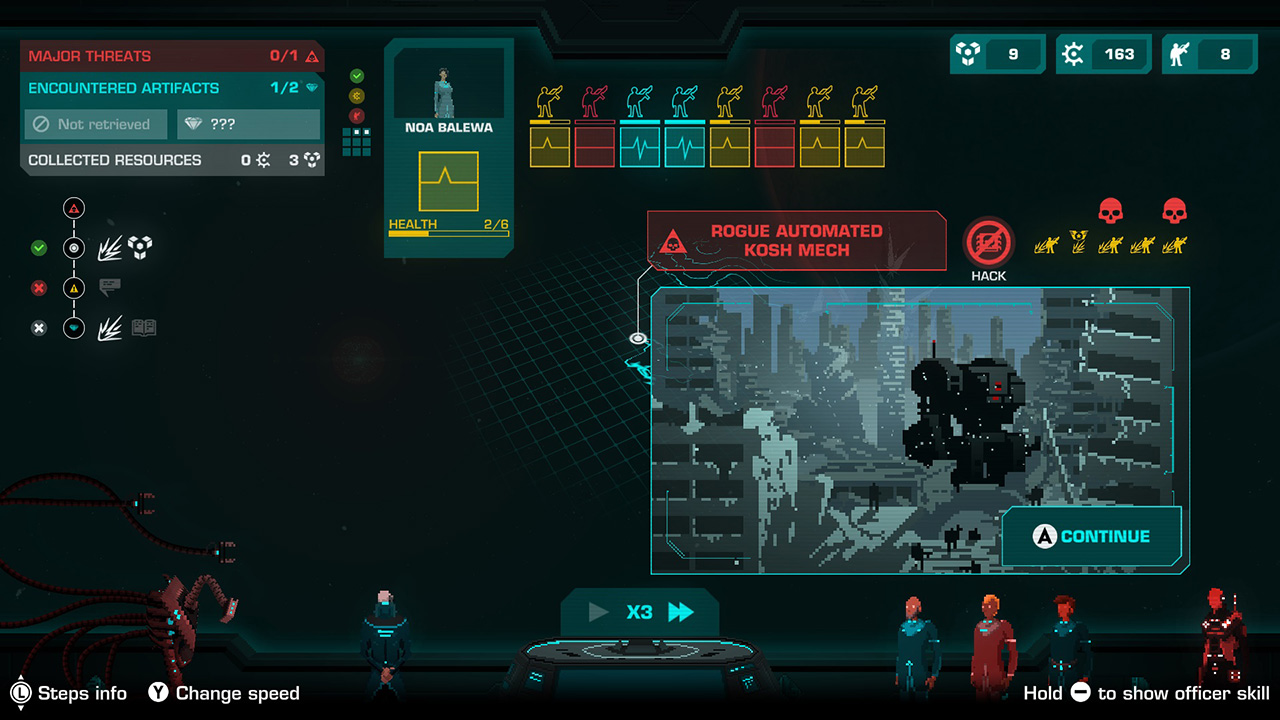 MAJOR THREATS 0/1
ENCOUNTERED ARTIFACTS 1/2
Not retrieved ???
COLLECTED RESOURCES 0 3
NOA BALEWA
HEALTH 2/6
9 163 8
ROGUE AUTOMATED
KOSH MECH
HACK
A CONTINUE
X3
L Steps info Y Change speed
Hold - to show officer skill